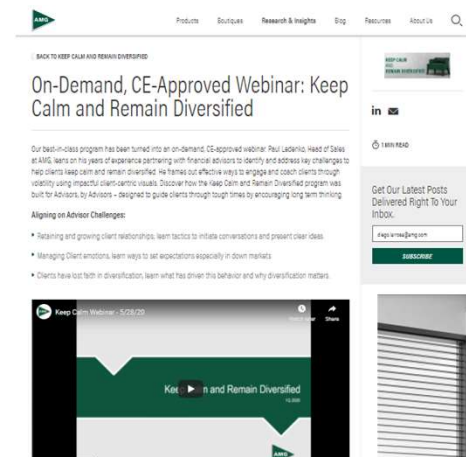 AMG
Products Boutiques Research & Insights Blog Resources About Us
BACK TO KEEP CALM AND REMAIN DIVERSIFIED
On-Demand, CE-Approved Webinar: Keep
Calm and Remain Diversified
Our best-in-class program has been turned into an on-demand, CE-approved webinar. Paul Ladenko, Head of Sales
at AMG, leans on his years of experience partnering with financial advisors to identify and address key challenges to
help clients keep calm and remain diversified. He frames out effective ways to engage and coach clients through
volatility using impactful client-centric visuals. Discover how the Keep Calm and Remain Diversified program was
built for Advisors, by Advisors - designed to guide clients through tough times by encouraging long term thinking.
Aligning on Advisor Challenges:
Retaining and growing client relationships, learn tactics to initiate conversations and present clear ideas.
Managing Client emotions, learn ways to set expectations especially in down markets
Clients have lost faith in diversification, learn what has driven this behavior and why diversification matters.
Keep Calm Webinar - 5/28/20
Watch later Share
and Remain Diversified
AMG
KEEP CALM
AND
REMAIN DIVERSIFIED
in
1 MIN READ
Get Our Latest Posts
Delivered Right To Your
Inbox.
SUBSCRIBE